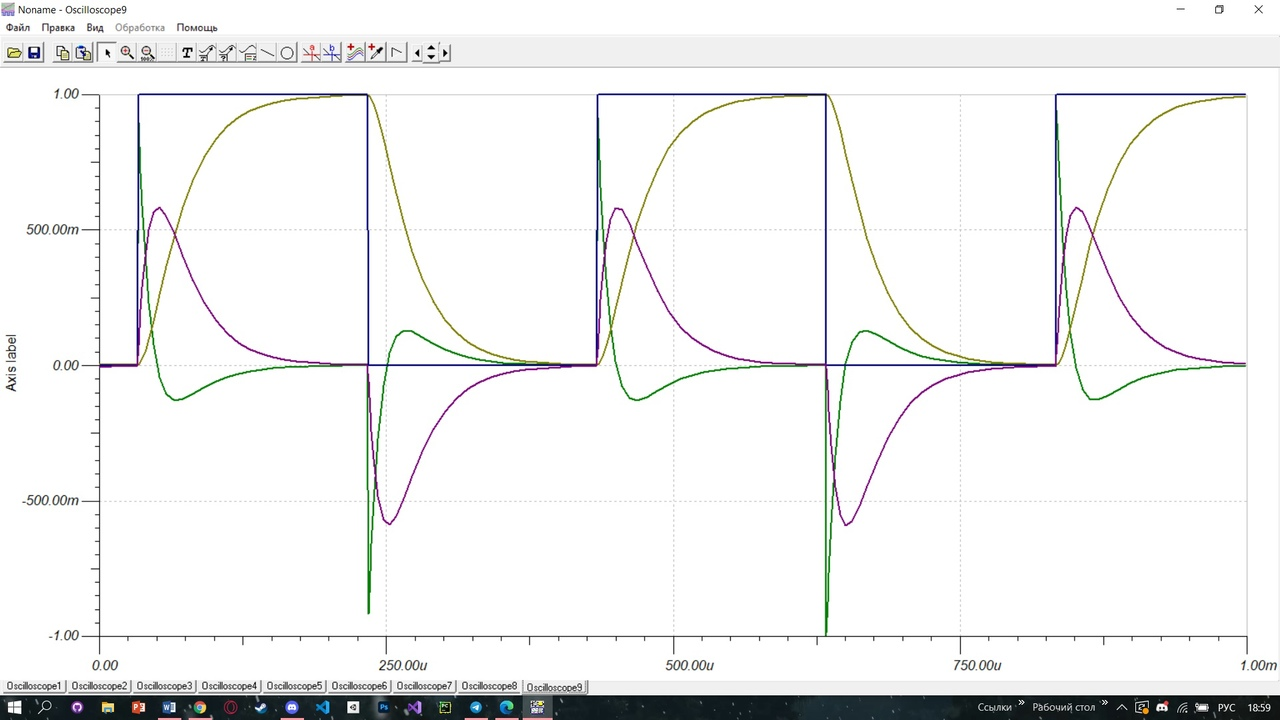 Noname - Oscilloscope9
Файл Правка Вид Обработка Помощь
1.00
500.00m
0.00
-500.00m
-1.00
Axis label
0.00 250.00u 500.00u 750.00u 1.00m
Oscilloscope1 Oscilloscope2 Oscilloscope3 Oscilloscope4 Oscilloscope5 Oscilloscope6 Oscilloscope7 Oscilloscope8 Oscilloscope9
Ссылки » Рабочий стол » РУС 18:59